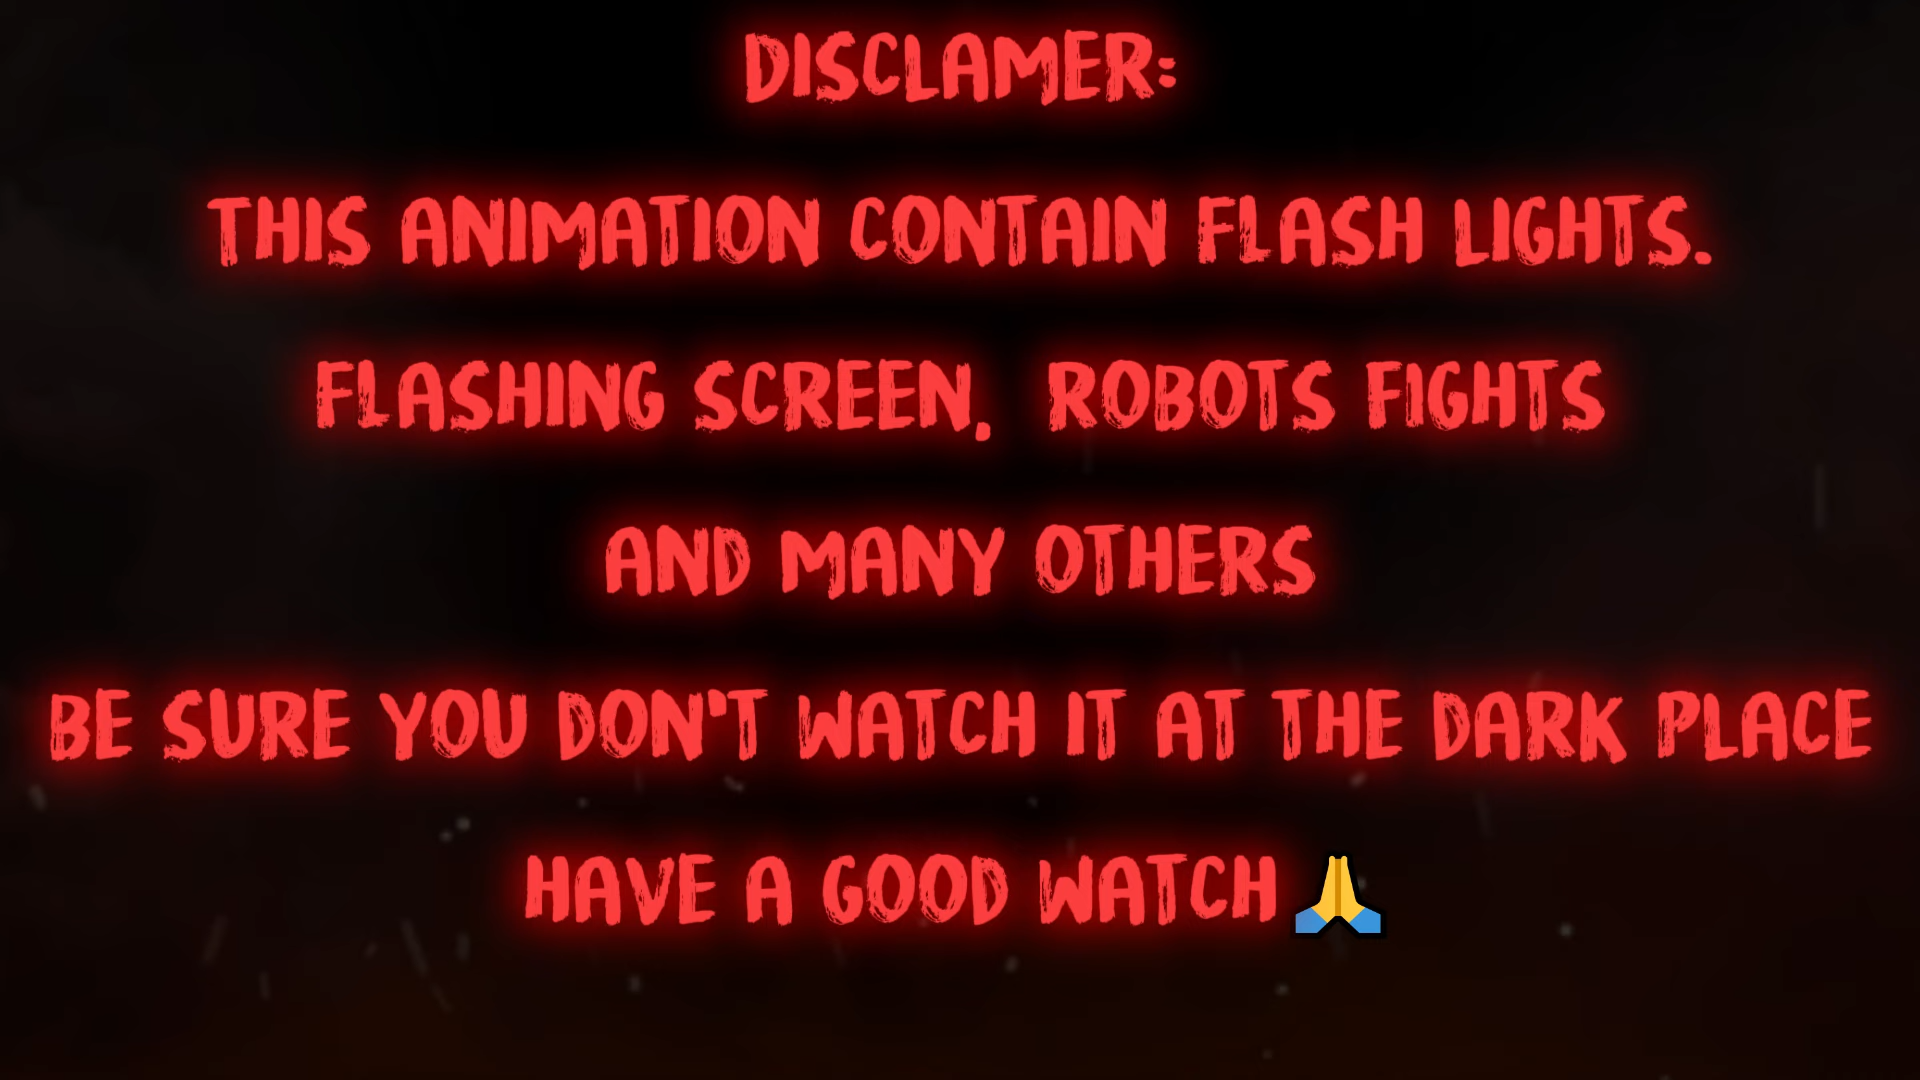 DISCLAMER:
THIS ANIMATION CONTAIN FLASH LIGHTS.
FLASHING SCREEN, ROBOTS FIGHTS
AND MANY OTHERS
BE SURE YOU DON'T WATCH IT AT THE DARK PLACE
HAVE A GOOD WATCH 🙏